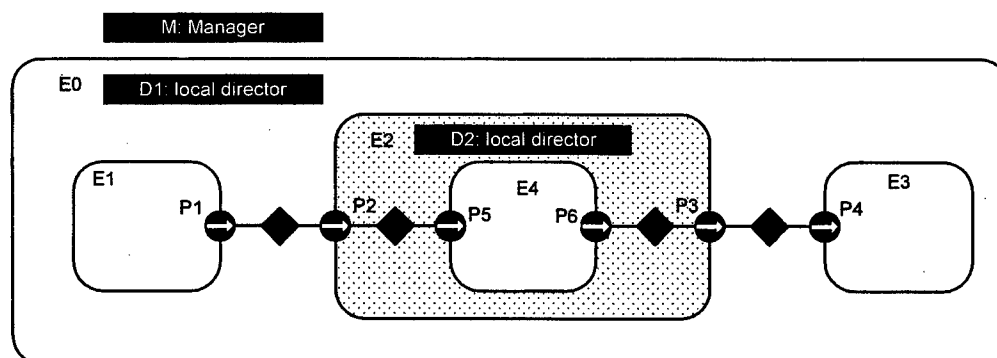 M: Manager
E0
D1: local director
E2
D2: local director
E1
E4
E3
P1
P2
P5
P6
P3
P4